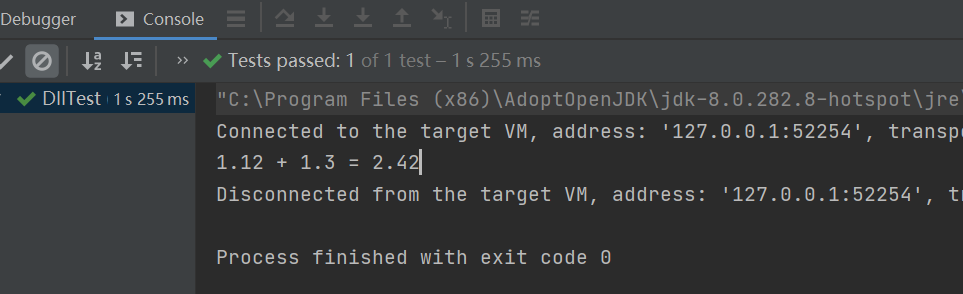 Debugger Console
Tests passed: 1 of 1 test – 1 s 255 ms
DIITest (1 s 255 ms
"C:\Program Files (x86)\AdoptOpenJDK\jdk-8.0.282.8-hotspot\jre\
Connected to the target VM, address: '127.0.0.1:52254', transpo
1.12 + 1.3 = 2.42
Disconnected from the target VM, address: '127.0.0.1:52254', t
Process finished with exit code 0